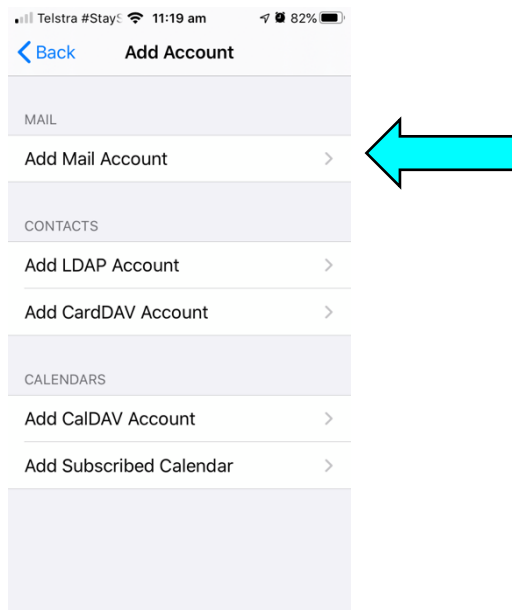 Telstra #StayS 11:19 am 82%
Back Add Account
MAIL
Add Mail Account
CONTACTS
Add LDAP Account
Add CardDAV Account
CALENDARS
Add CalDAV Account
Add Subscribed Calendar